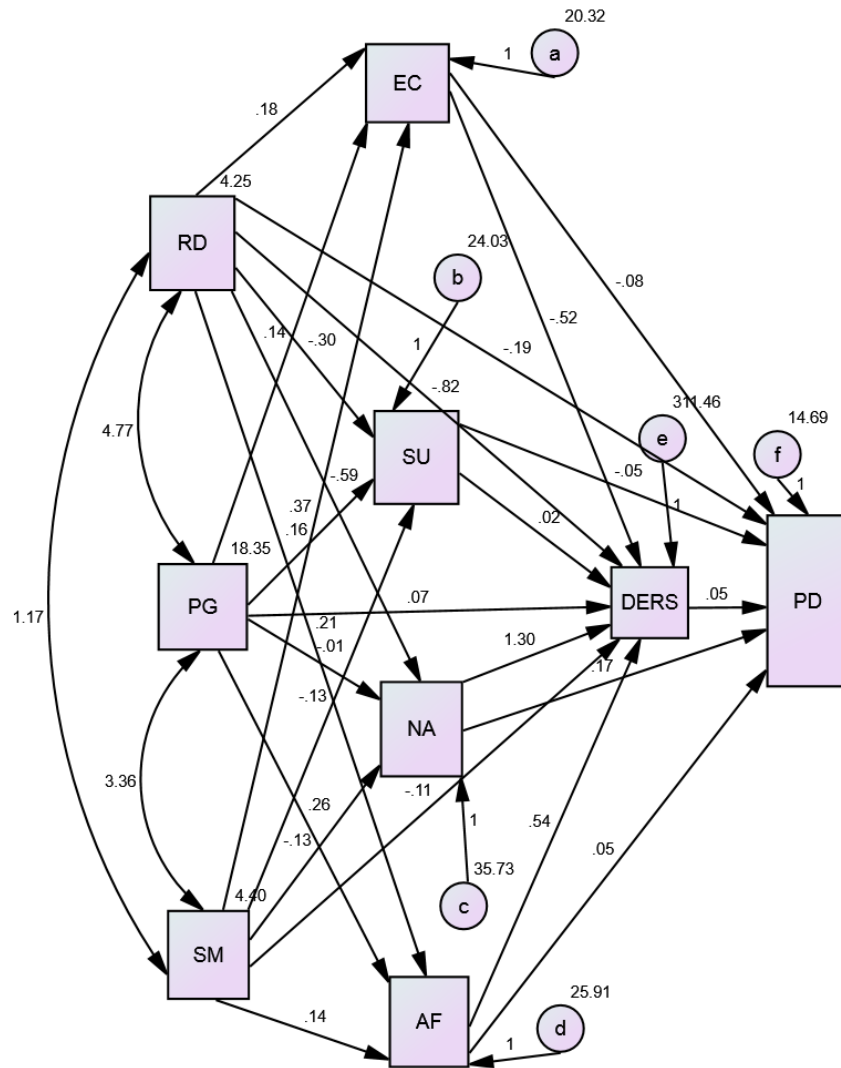 20.32
a
1
EC
.18
4.25
RD
24.03
b
-.08
-.52
.14
-.30
1
-.19
-.82
311.46
14.69
4.77
e
f
SU
-.05
1
-.59
.37
1
.16
.02
18.35
PG
.07
DERS
.05
PD
1.17
.21
-.01
1.30
.17
-.13
NA
3.36
-.11
.26
1
.54
-.13
.05
35.73
4.40
c
SM
25.91
AF
d
.14
1